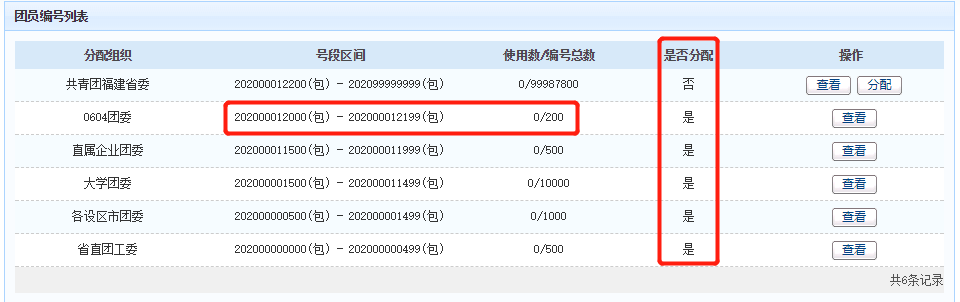 团员编号列表
分配组织 号段区间 使用数/编号总数 是否分配 操作
共青团福建省委 202000012200(包) - 202099999999(包) 0/99987800 否 查看 分配
0604团委 202000012000(包) - 202000012199(包) 0/200 是 查看
直属企业团委 202000011500(包) - 202000011999(包) 0/500 是 查看
大学团委 202000001500(包) - 202000011499(包) 0/10000 是 查看
各设区市团委 202000000500(包) - 202000001499(包) 0/1000 是 查看
省直团工委 202000000000(包) - 202000000499(包) 0/500 是 查看
共6条记录